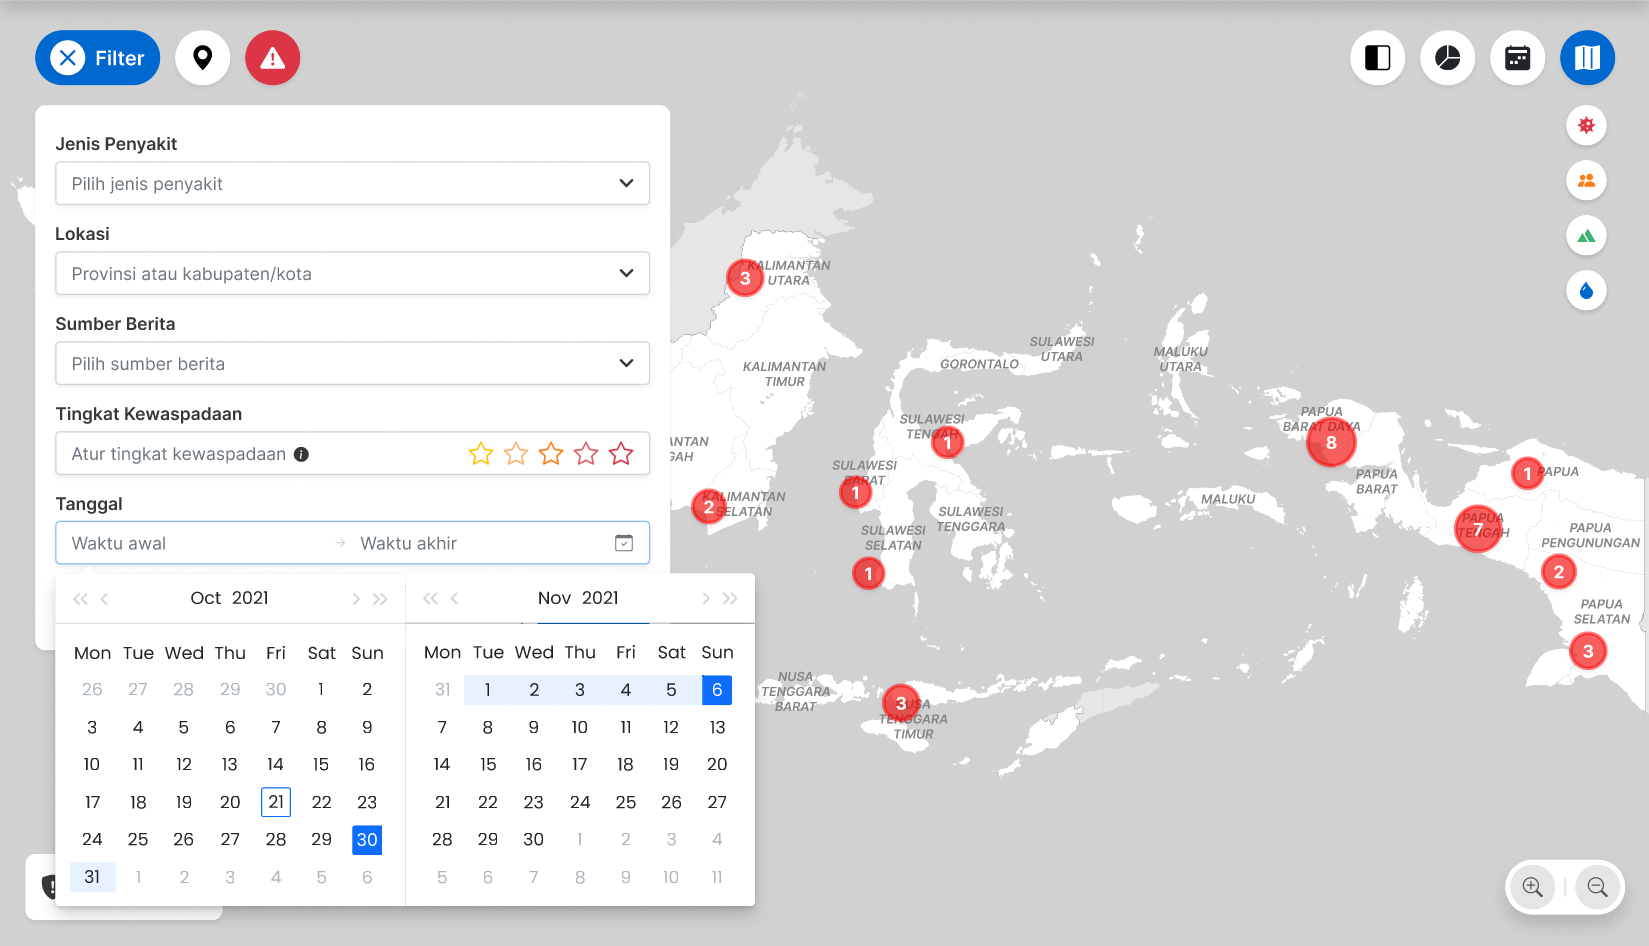 Filter
Jenis Penyakit
Pilih jenis penyakit
Lokasi
Provinsi atau kabupaten/kota
Sumber Berita
Pilih sumber berita
Tingkat Kewaspadaan
Atur tingkat kewaspadaan
Tanggal
Waktu awal
Waktu akhir
Oct 2021
Mon Tue Wed Thu Fri Sat Sun
26 27 28 29 30 1 2
3 4 5 6 7 8 9
10 11 12 13 14 15 16
17 18 19 20 21 22 23
24 25 26 27 28 29 30
31 1 2 3 4 5 6
Nov 2021
Mon Tue Wed Thu Fri Sat Sun
31 1 2 3 4 5 6
7 8 9 10 11 12 13
14 15 16 17 18 19 20
21 22 23 24 25 26 27
28 29 30 1 2 3 4
5 6 7 8 9 10 11
3
KALIMANTAN
UTARA
KALIMANTAN
TIMUR
ANTAN
GAH
2
KALIMANTAN
SELATAN
GORONTALO
SULAWESI
UTARA
SULAWESI
TENGAH
1
SULAWESI
BARAT
1
SULAWESI
TENGGARA
SULAWESI
SELATAN
1
MALUKU
UTARA
MALUKU
PAPUA
BARAT DAYA
8
PAPUA
BARAT
1
PAPUA
PAPUA
TENGAH
7
PAPUA
PENGUNUNGAN
2
PAPUA
SELATAN
3
NUSA
TENGGARA
BARAT
3
NUSA
TENGGARA
TIMUR